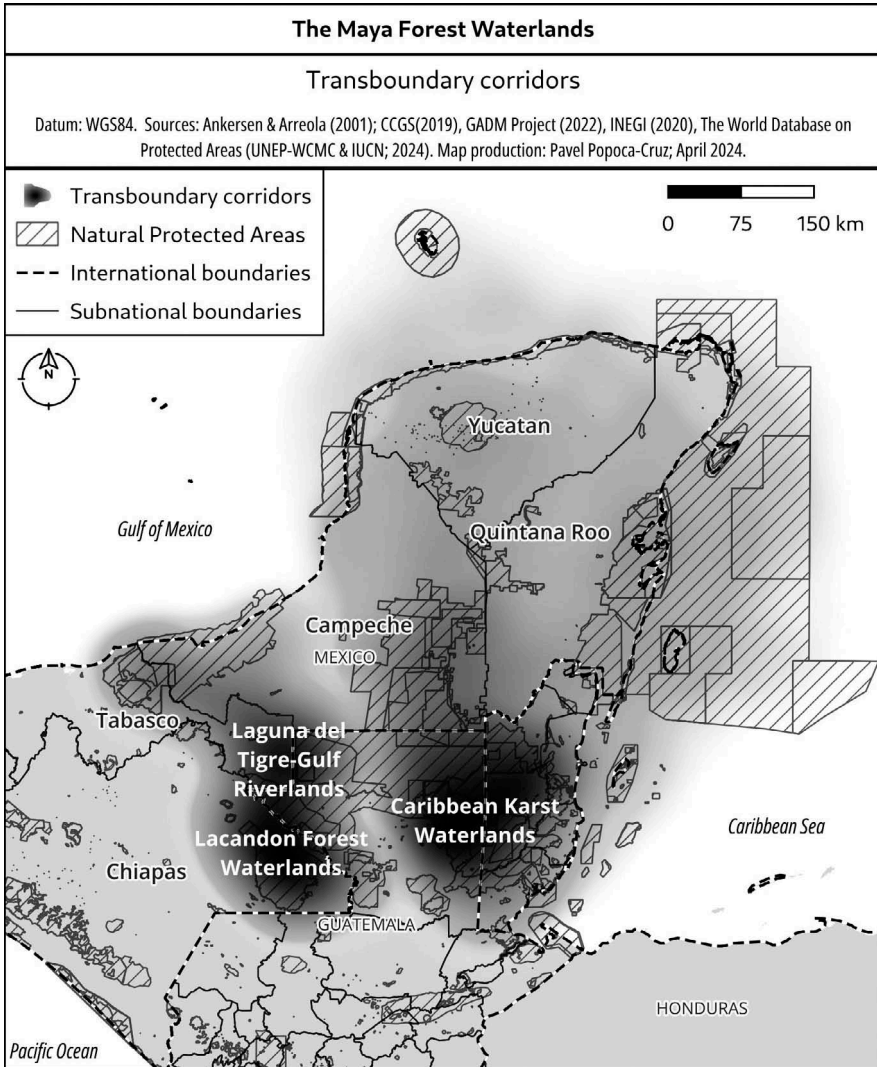 The Maya Forest Waterlands
Transboundary corridors
Datum: WGS84. Sources: Ankersen & Arreola (2001); CCGS(2019), GADM Project (2022), INEGI (2020), The World Database on
Protected Areas (UNEP-WCMC & IUCN; 2024). Map production: Pavel Popoca-Cruz; April 2024.
Transboundary corridors
Natural Protected Areas
International boundaries
Subnational boundaries
0 75 150 km
N
Yucatan
Gulf of Mexico
Quintana Roo
Campeche
MEXICO
Tabasco
Laguna del
Tigre-Gulf
Riverlands
Caribbean Karst
Waterlands
Lacandon Forest
Waterlands
Caribbean Sea
Chiapas
GUATEMALA
HONDURAS
Pacific Ocean